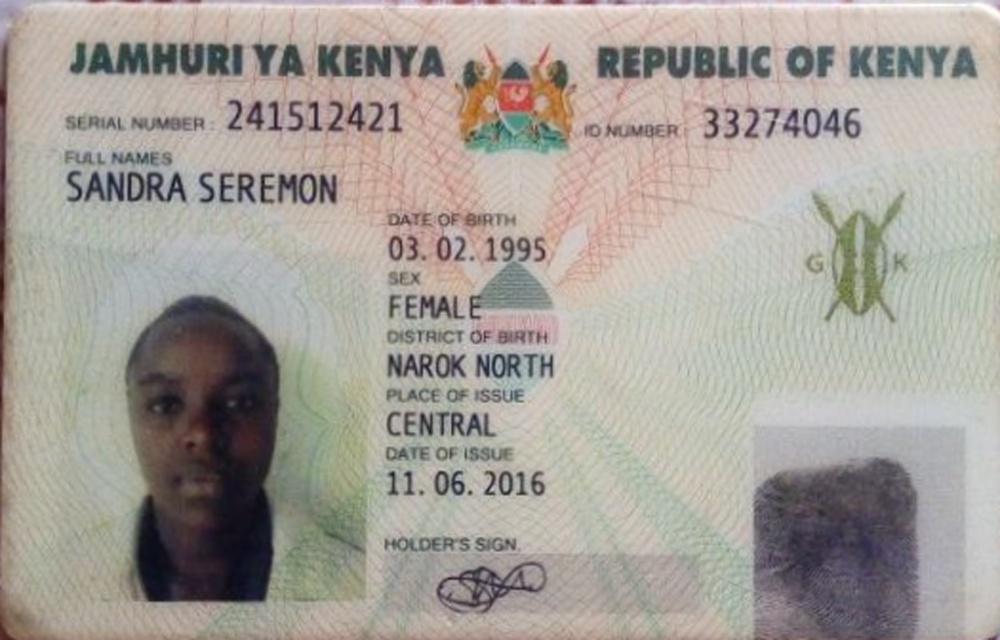 JAMHURI YA KENYA REPUBLIC OF KENYA
SERIAL NUMBER : 241512421 ID NUMBER : 33274046
FULL NAMES
SANDRA SEREMON
DATE OF BIRTH
03. 02. 1995
SEX
FEMALE
DISTRICT OF BIRTH
NAROK NORTH
PLACE OF ISSUE
CENTRAL
DATE OF ISSUE
11. 06. 2016
HOLDER'S SIGN.
G K